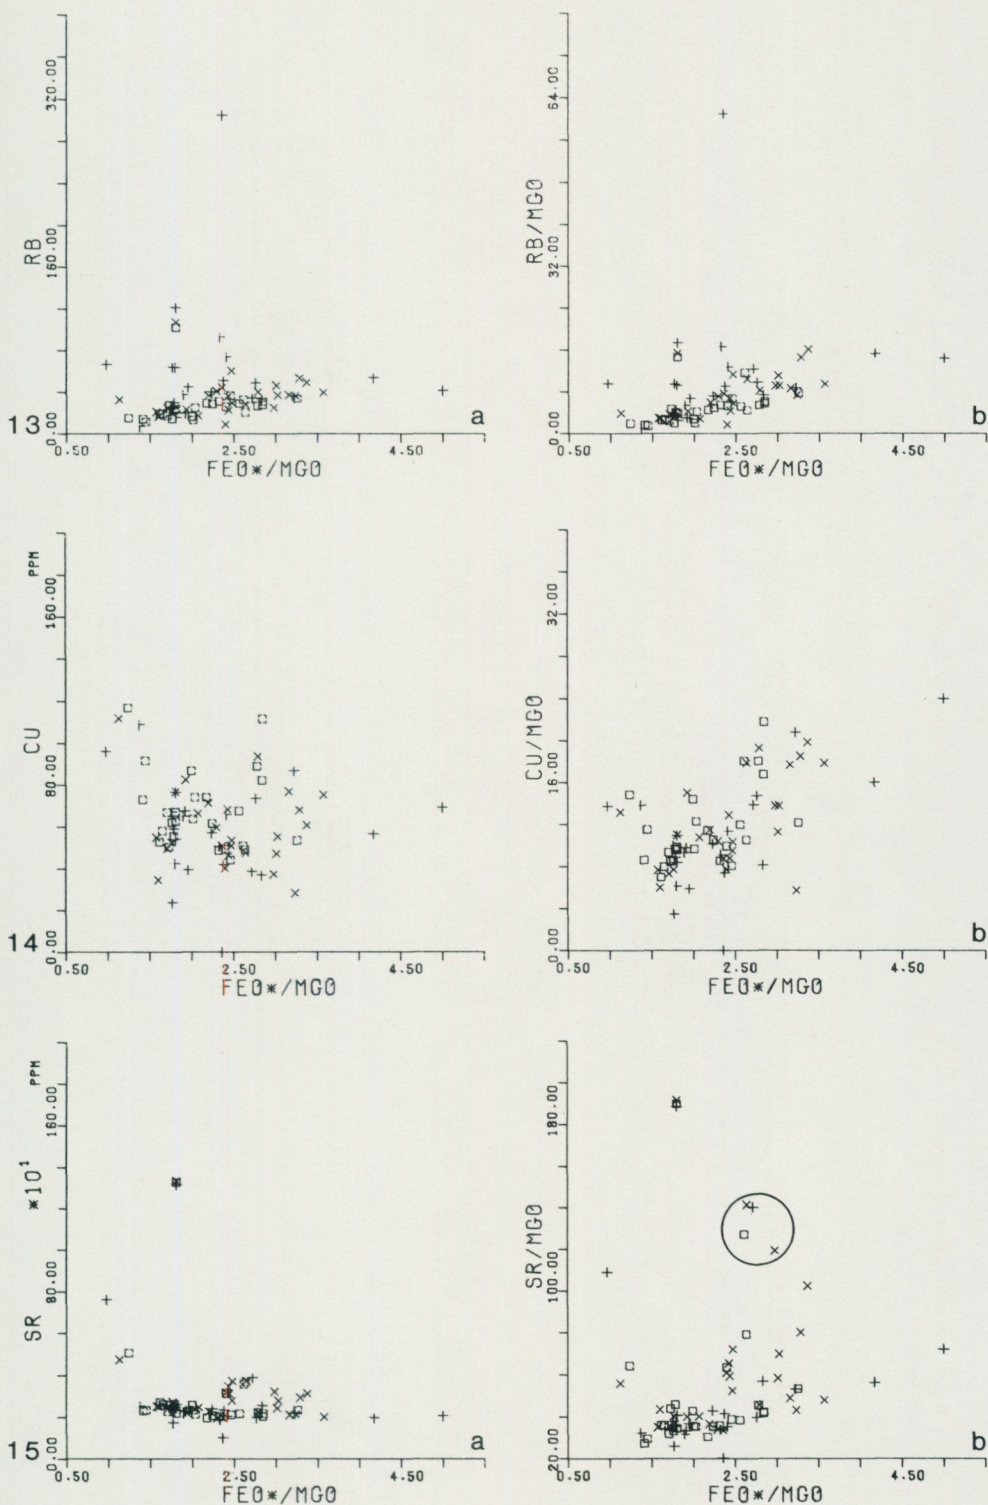 320.00
160.00
0.00
RB
0.50
2.50
4.50
FEO*/MGO
13
a
64.00
32.00
0.00
RB/MGO
0.50
2.50
4.50
FEO*/MGO
b
PPM
160.00
80.00
0.00
CU
0.50
2.50
4.50
FEO*/MGO
14
a
32.00
16.00
0.00
CU/MGO
0.50
2.50
4.50
FEO*/MGO
b
PPM
*10¹
160.00
80.00
0.00
SR
0.50
2.50
4.50
FEO*/MGO
15
a
180.00
100.00
20.00
SR/MGO
0.50
2.50
4.50
FEO*/MGO
b